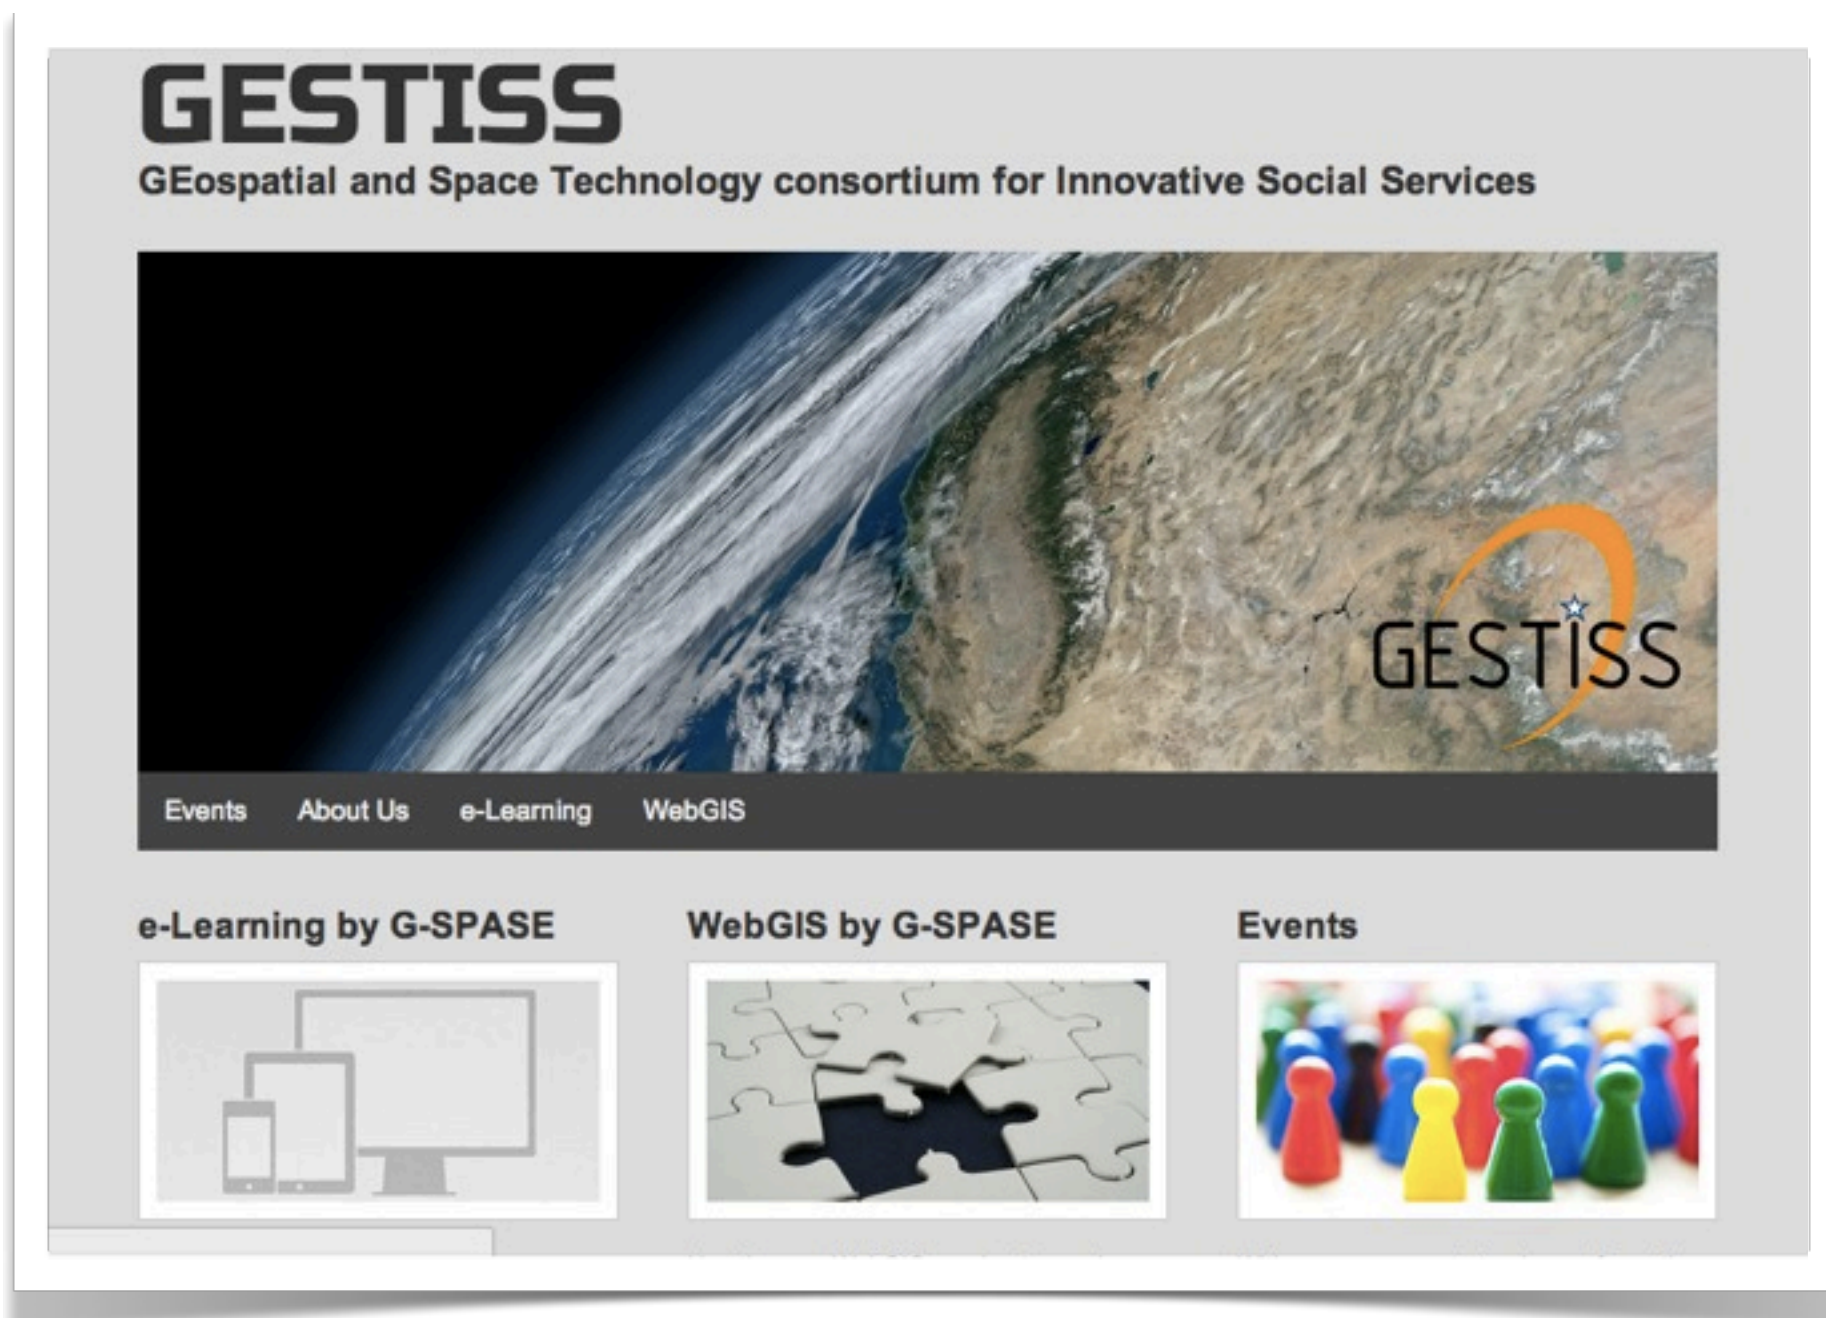 GESTISS
GEospatial and Space Technology consortium for Innovative Social Services
GESTISS
Events About Us e-Learning WebGIS
e-Learning by G-SPASE WebGIS by G-SPASE Events